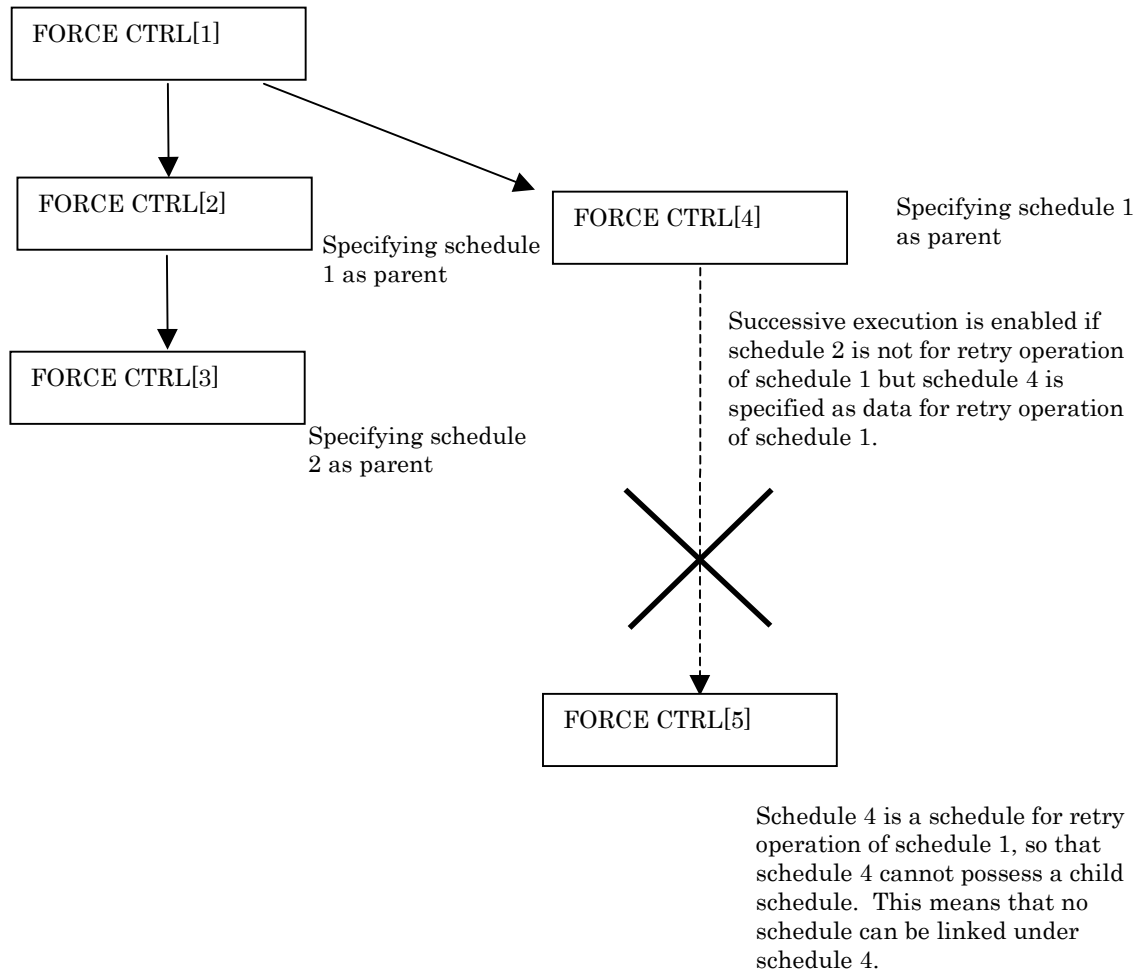 FORCE CTRL[1]
FORCE CTRL[2]
Specifying schedule
1 as parent
FORCE CTRL[3]
Specifying schedule
2 as parent
FORCE CTRL[4]
Specifying schedule 1
as parent
Successive execution is enabled if
schedule 2 is not for retry operation
of schedule 1 but schedule 4 is
specified as data for retry operation
of schedule 1.
FORCE CTRL[5]
Schedule 4 is a schedule for retry
operation of schedule 1, so that
schedule 4 cannot possess a child
schedule.  This means that no
schedule can be linked under
schedule 4.